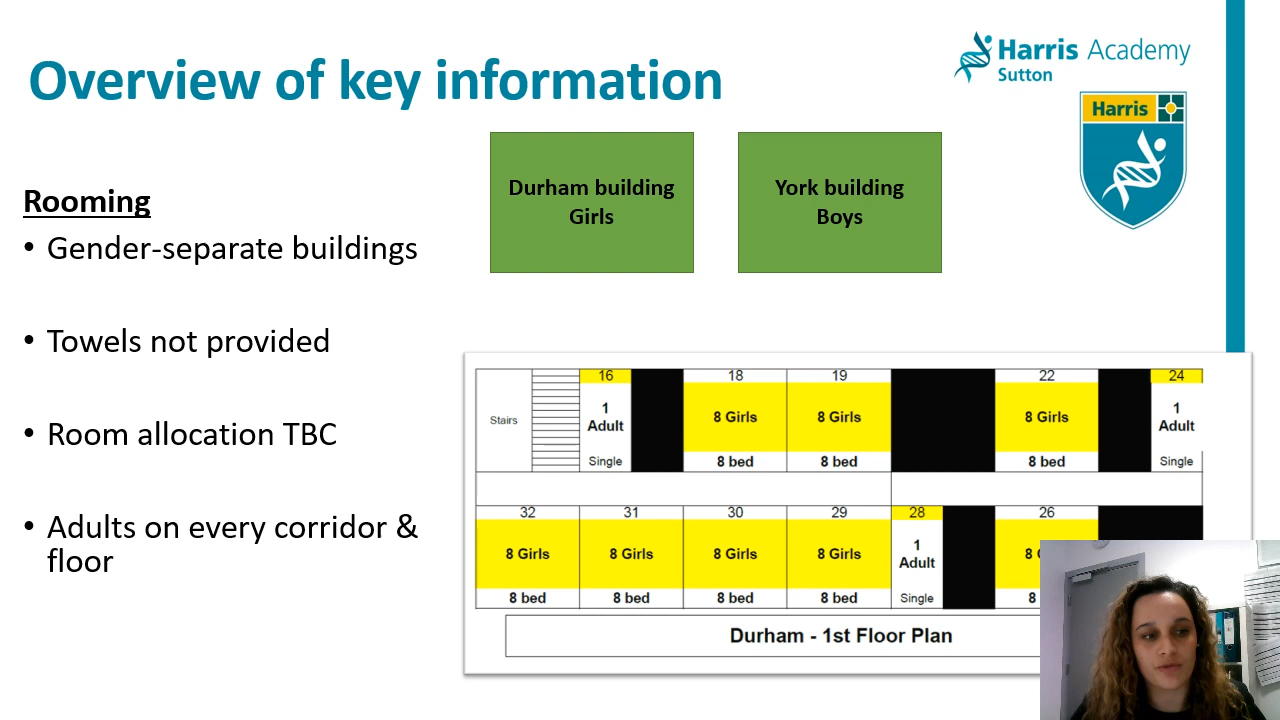 Overview of key information
Harris Academy
Sutton
Harris
Durham building
Girls
York building
Boys
Rooming
• Gender-separate buildings
• Towels not provided
• Room allocation TBC
• Adults on every corridor &
floor
16 18 19 22 24
Stairs
1
Adult
Single
8 Girls
8 bed
8 Girls
8 bed
8 Girls
8 bed
1
Adult
Single
32 31 30 29 28 26
8 Girls
8 bed
8 Girls
8 bed
8 Girls
8 bed
8 Girls
8 bed
1
Adult
Single
8
8
Durham - 1st Floor Plan